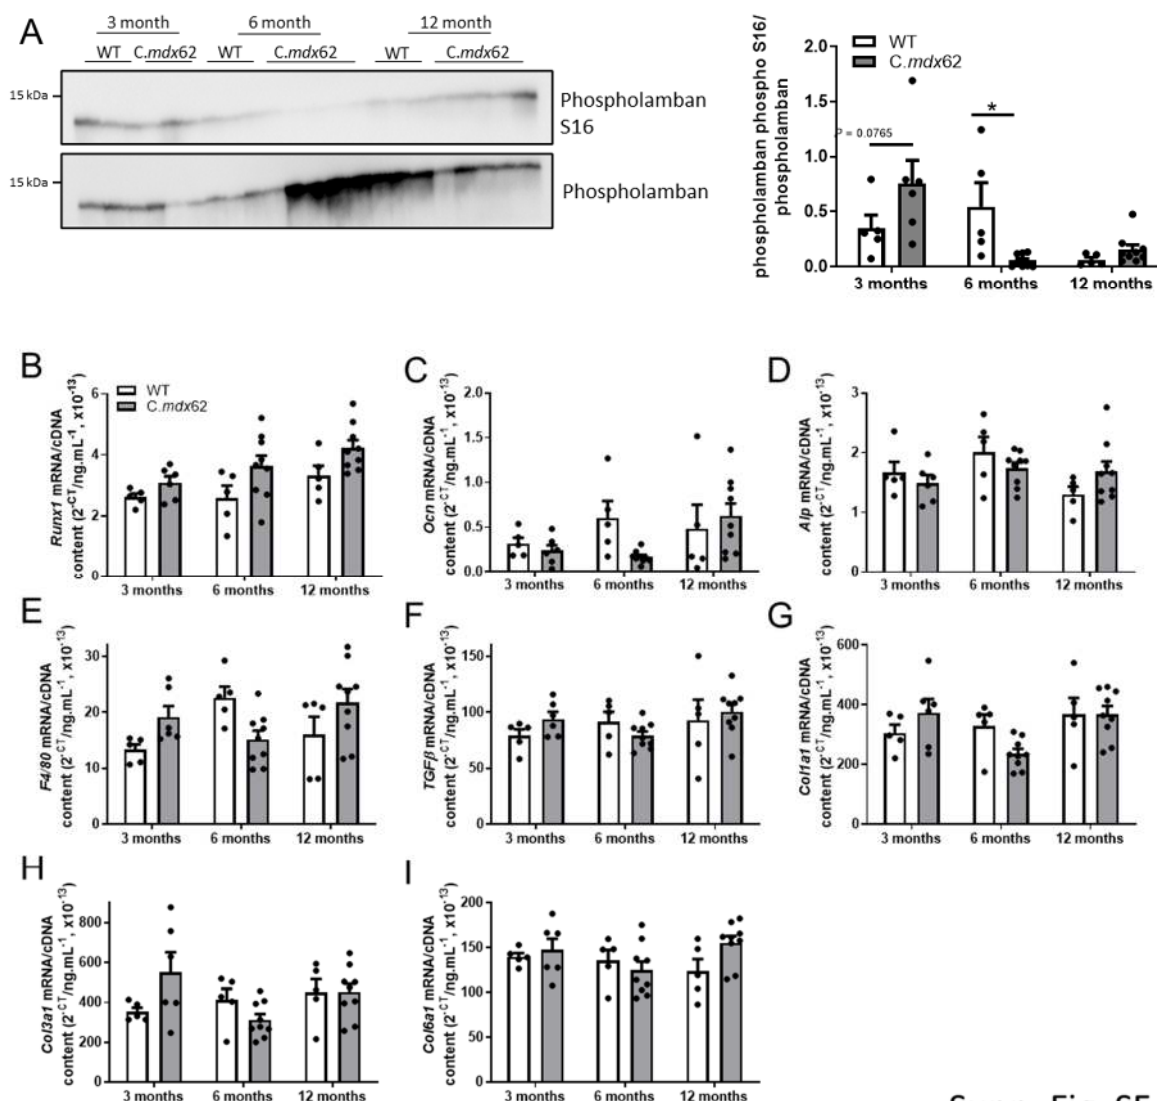 A
3 month
6 month
12 month
WT
C.mdx62
WT
C.mdx62
WT
C.mdx62
15 kDa
Phospholamban
S16
15 kDa
Phospholamban
phospholamban phospho S16/
phospholamban
2.0
1.5
1.0
0.5
0.0
WT
C.mdx62
P = 0.0765
*
3 months
6 months
12 months
B
Runx1 mRNA/cDNA
content (2-CT/ng.mL-1, x10-13)
6
4
2
0
WT
C.mdx62
3 months
6 months
12 months
C
Ocn mRNA/cDNA
content (2-CT/ng.mL-1, x10-13)
2.0
1.5
1.0
0.5
0.0
3 months
6 months
12 months
D
Alp mRNA/cDNA
content (2-CT/ng.mL-1, x10-13)
3
2
1
0
3 months
6 months
12 months
E
F4/80 mRNA/cDNA
content (2-CT/ng.mL-1, x10-13)
30
20
10
0
3 months
6 months
12 months
F
TGFβ mRNA/cDNA
content (2-CT/ng.mL-1, x10-13)
150
100
50
0
3 months
6 months
12 months
G
Col1a1 mRNA/cDNA
content (2-CT/ng.mL-1, x10-13)
600
400
200
0
3 months
6 months
12 months
H
Col3a1 mRNA/cDNA
content (2-CT/ng.mL-1, x10-13)
800
600
400
200
0
3 months
6 months
12 months
I
Col6a1 mRNA/cDNA
content (2-CT/ng.mL-1, x10-13)
200
150
100
50
0
3 months
6 months
12 months